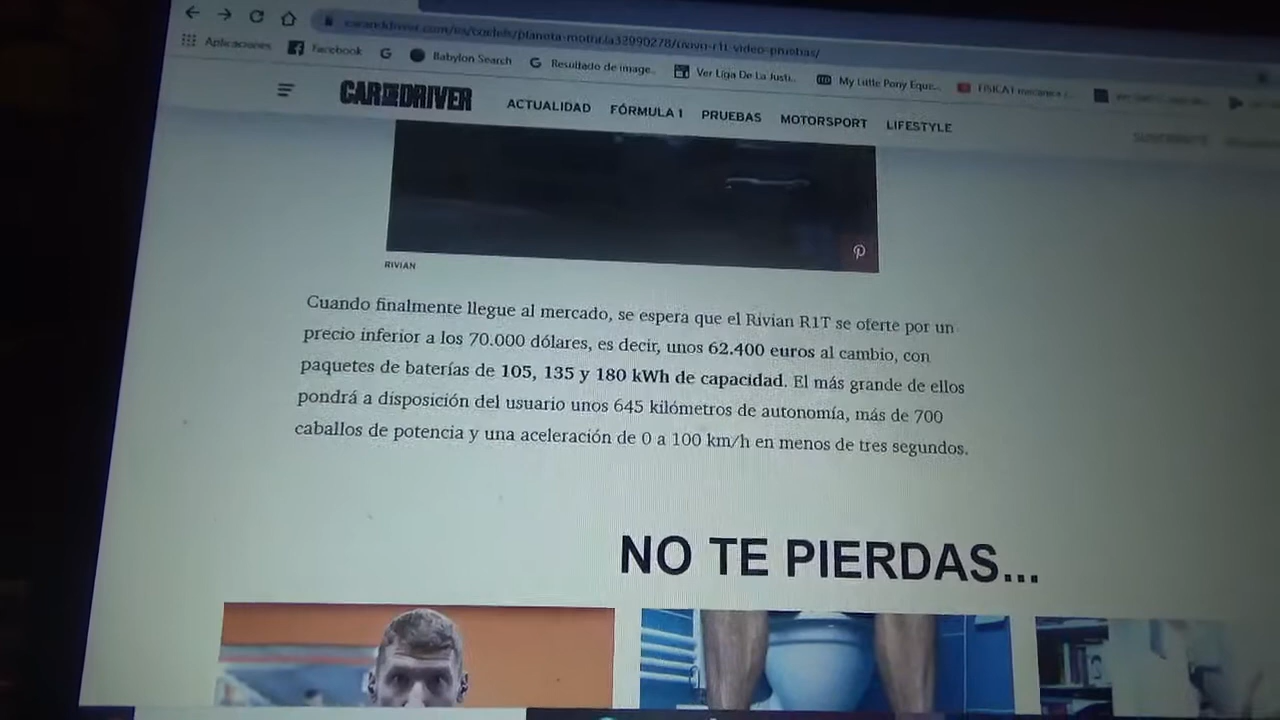 Aplicaciones Facebook Babylon Search Resultado de image... Ver Liga De La Justi... My Little Pony Eque...
CAR AND DRIVER ACTUALIDAD FÓRMULA 1 PRUEBAS MOTORSPORT LIFESTYLE
RIVIAN
Cuando finalmente llegue al mercado, se espera que el Rivian R1T se oferte por un
precio inferior a los 70.000 dólares, es decir, unos 62.400 euros al cambio, con
paquetes de baterías de 105, 135 y 180 kWh de capacidad. El más grande de ellos
pondrá a disposición del usuario unos 645 kilómetros de autonomía, más de 700
caballos de potencia y una aceleración de 0 a 100 km/h en menos de tres segundos.
NO TE PIERDAS...